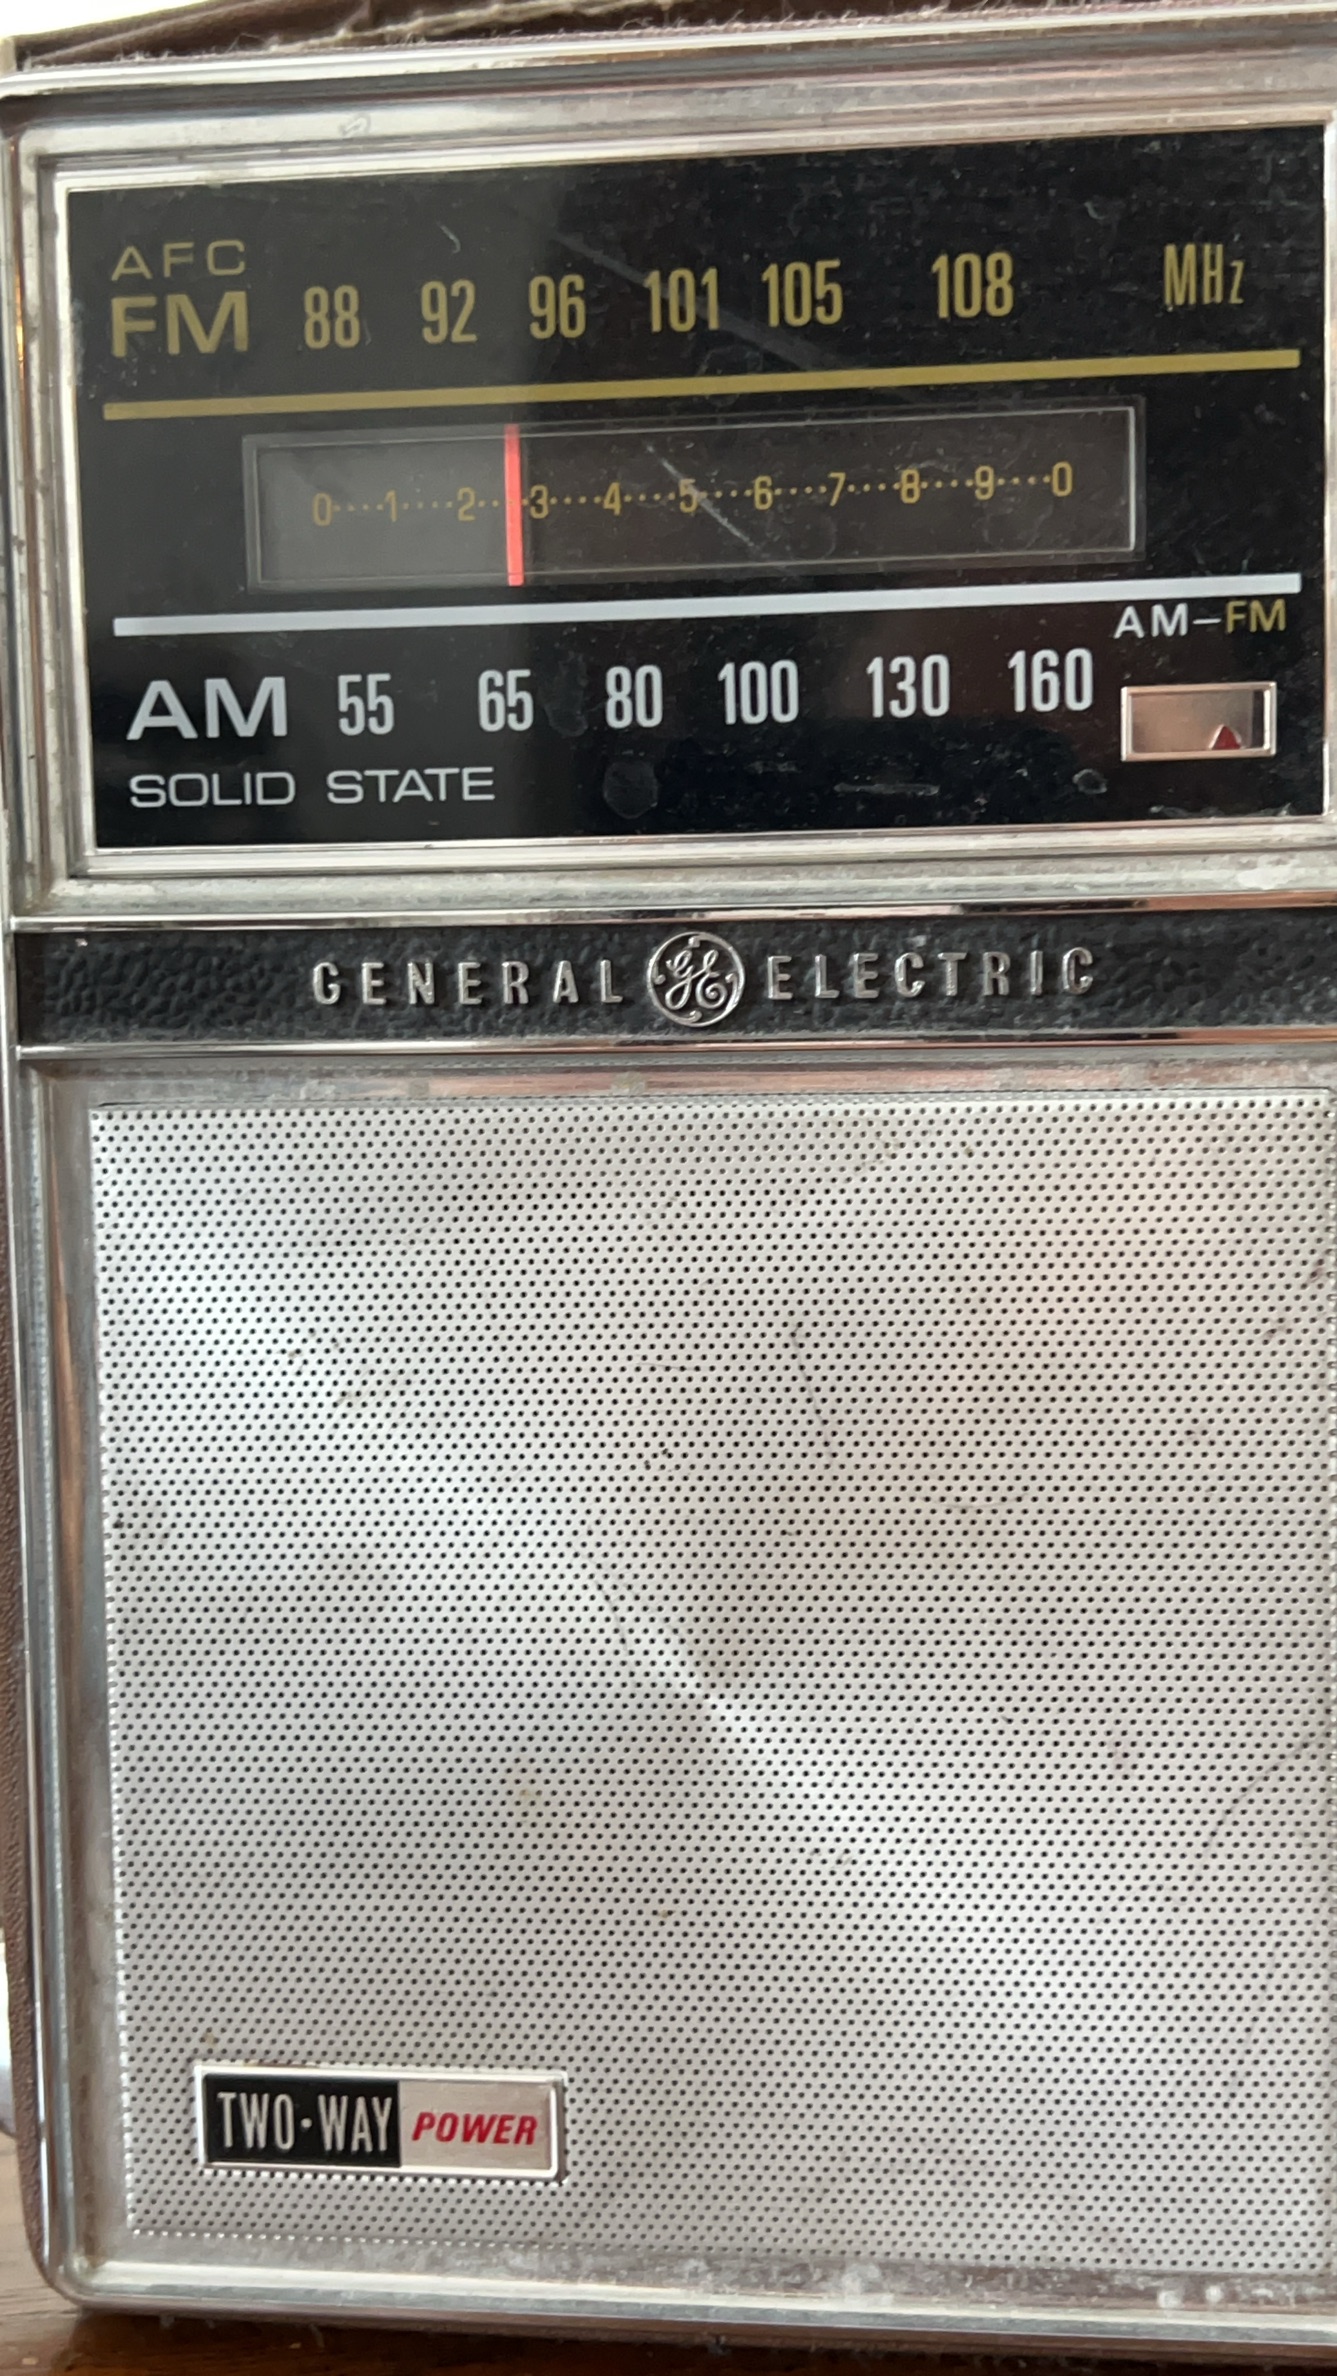 AFC
FM 88 92 96 101 105 108 MHz
0····1····2····3····4····5····6····7····8····9····0
AM–FM
AM 55 65 80 100 130 160
SOLID STATE
GENERAL GE ELECTRIC
TWO·WAY POWER